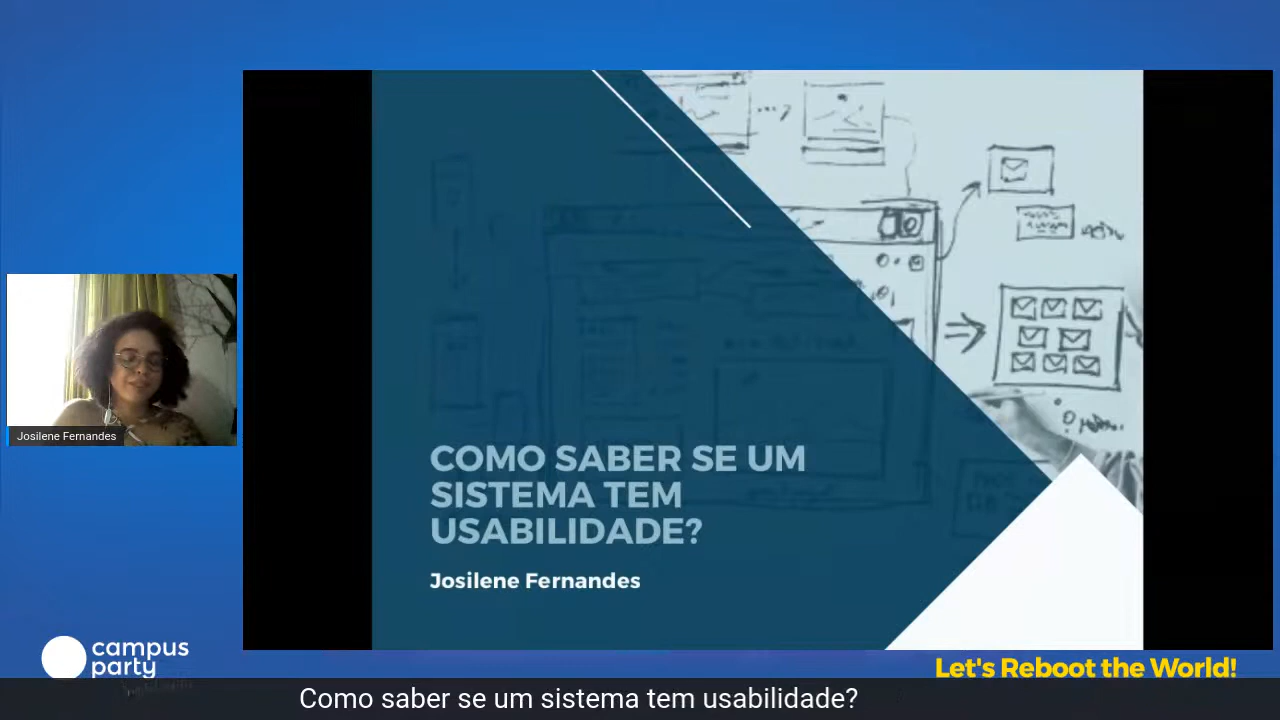 COMO SABER SE UM
SISTEMA TEM
USABILIDADE?
Josilene Fernandes
Josilene Fernandes
campus
party
Let's Reboot the World!
Como saber se um sistema tem usabilidade?